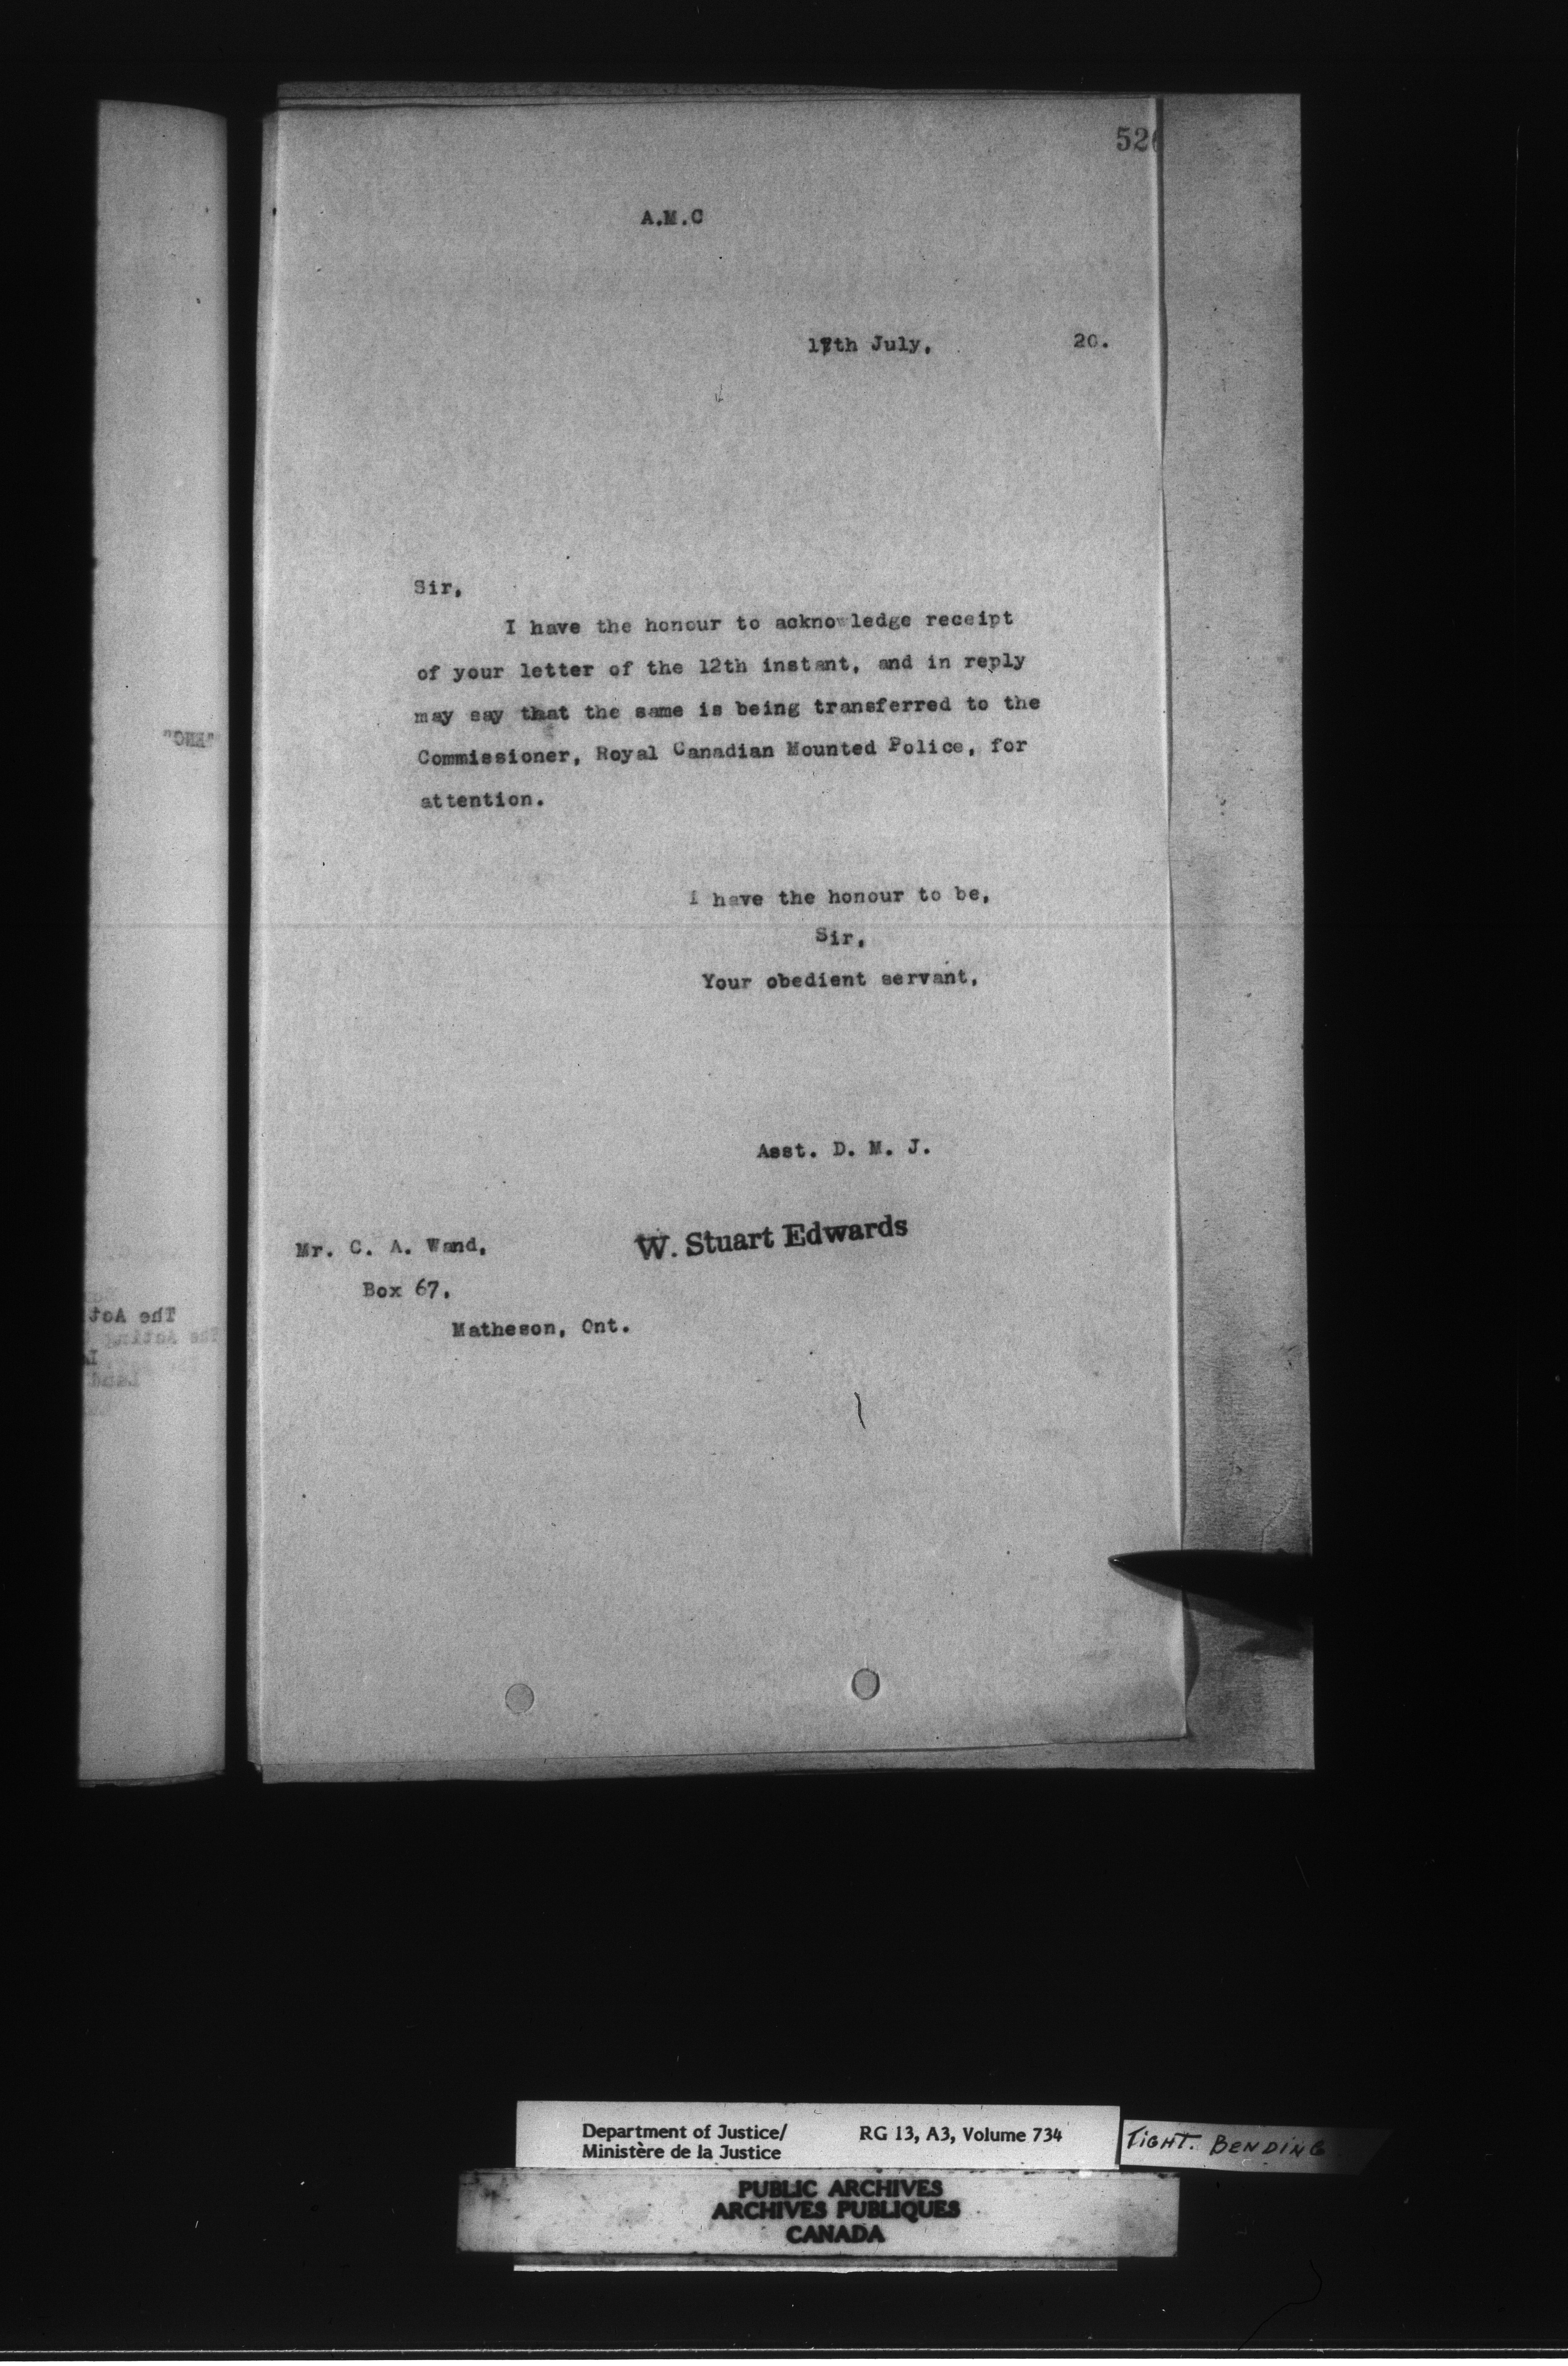 A.M.C
17th July, 20.
Sir,
I have the honour to acknowledge receipt
of your letter of the 12th instant, and in reply
may say that the same is being transferred to the
Commissioner, Royal Canadian Mounted Police, for
attention.
I have the honour to be,
Sir,
Your obedient servant,
Asst. D. M. J.
W. Stuart Edwards
Mr. C. A. Wand,
Box 67,
Matheson, Ont.
Department of Justice/
Ministère de la Justice
RG 13, A3, Volume 734
TIGHT. BENDING
PUBLIC ARCHIVES
ARCHIVES PUBLIQUES
CANADA